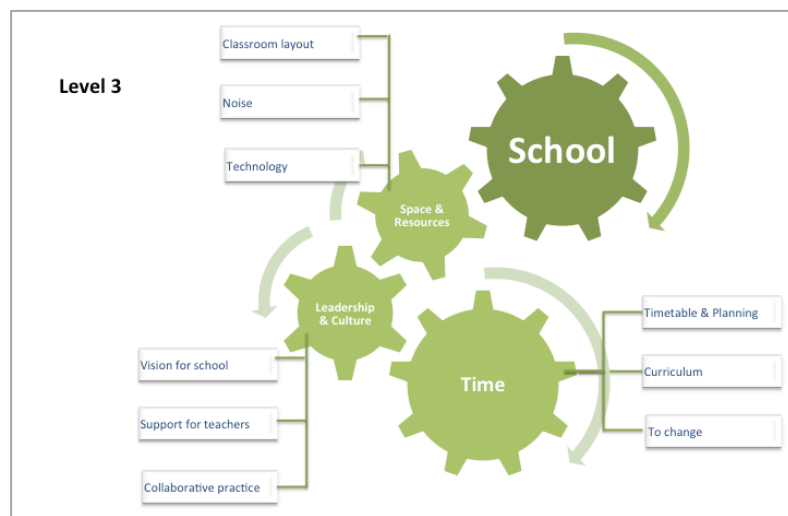 Classroom layout
Level 3
Noise
Technology
School
Space &
Resources
Leadership
& Culture
Timetable & Planning
Vision for school
Curriculum
Time
Support for teachers
To change
Collaborative practice